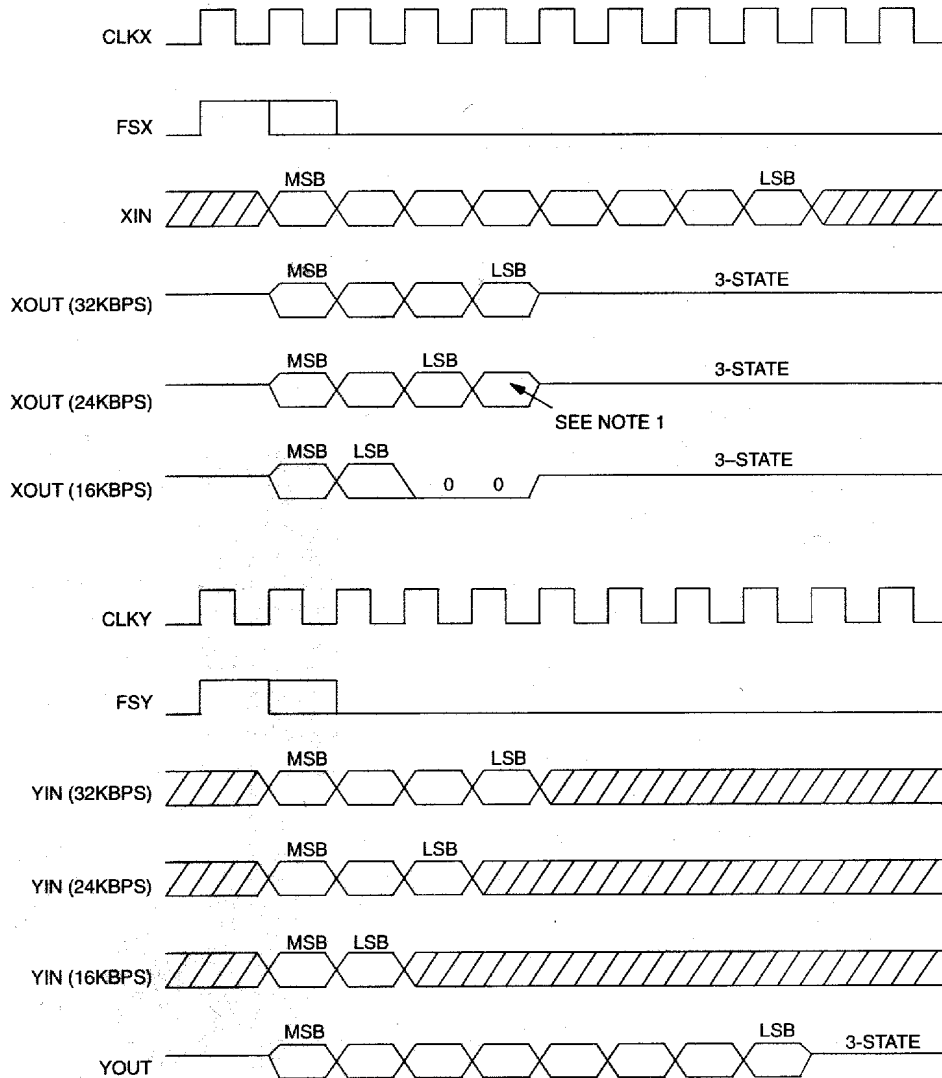 CLKX
FSX
MSB LSB
XIN
MSB LSB 3-STATE
XOUT (32KBPS)
MSB LSB 3-STATE
XOUT (24KBPS)
SEE NOTE 1
MSB LSB 3–STATE
XOUT (16KBPS) 0 0
CLKY
FSY
MSB LSB
YIN (32KBPS)
MSB LSB
YIN (24KBPS)
MSB LSB
YIN (16KBPS)
MSB LSB 3-STATE
YOUT